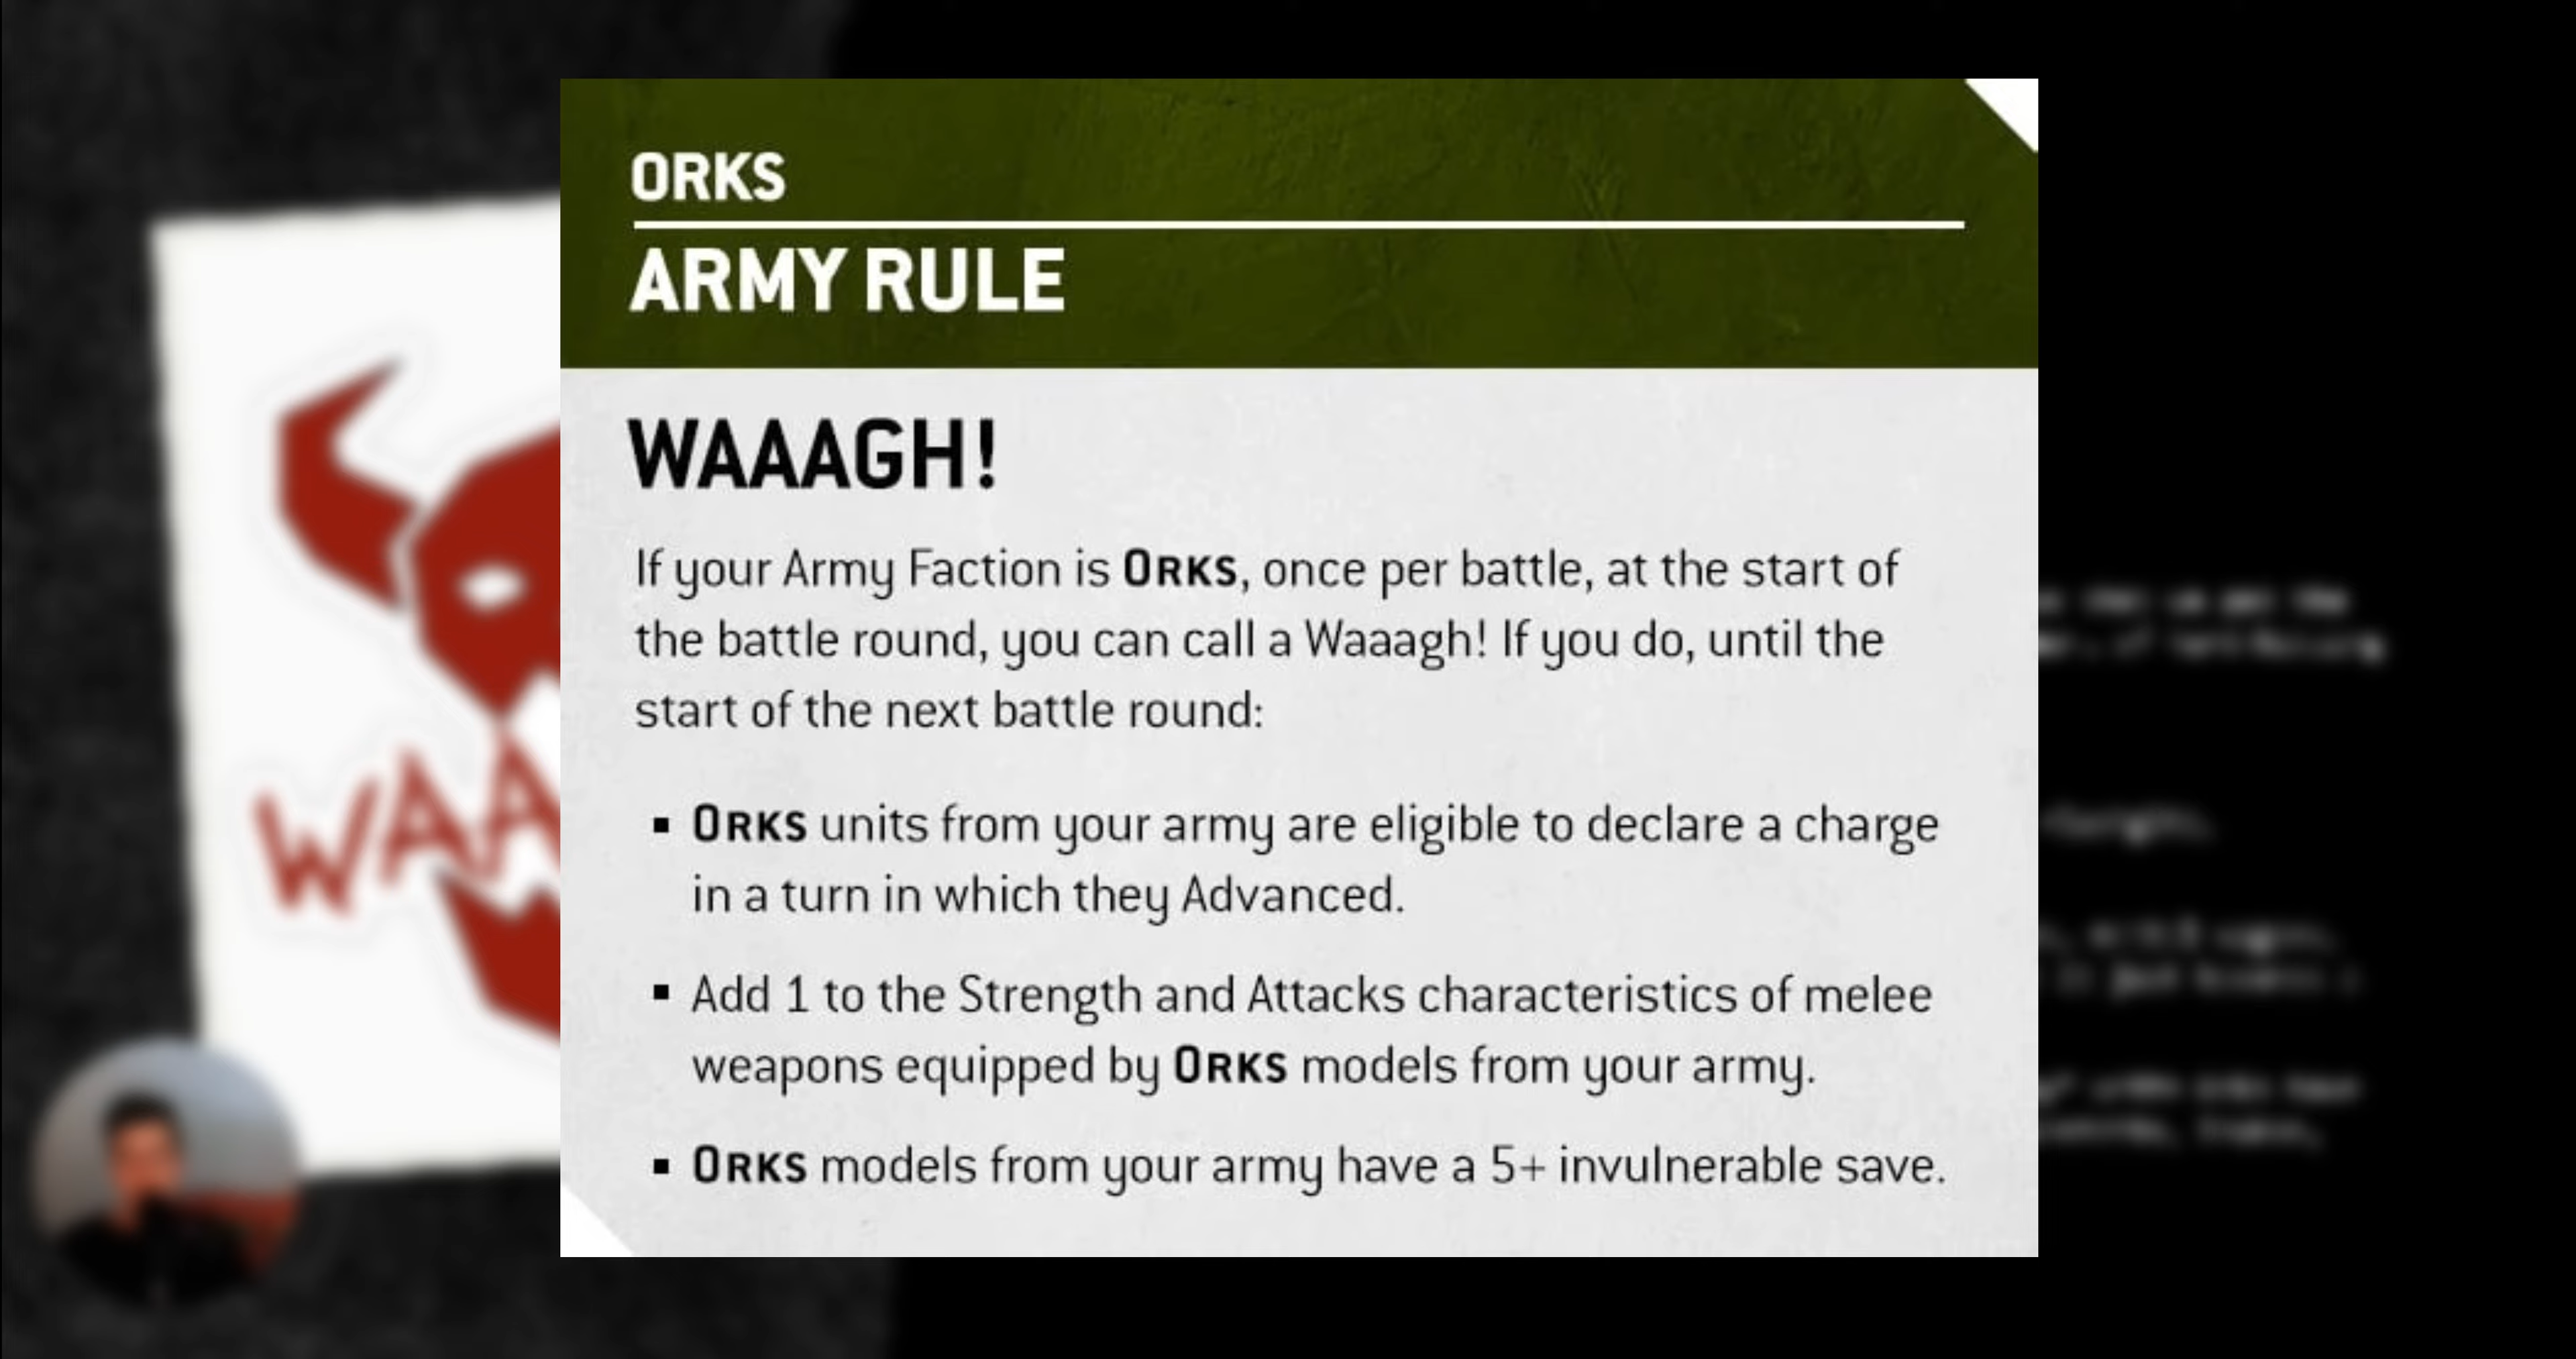 ORKS
ARMY RULE
WAAAGH!
If your Army Faction is ORKS, once per battle, at the start of
the battle round, you can call a Waaagh! If you do, until the
start of the next battle round:
▪ ORKS units from your army are eligible to declare a charge
in a turn in which they Advanced.
▪ Add 1 to the Strength and Attacks characteristics of melee
weapons equipped by ORKS models from your army.
▪ ORKS models from your army have a 5+ invulnerable save.
WAA